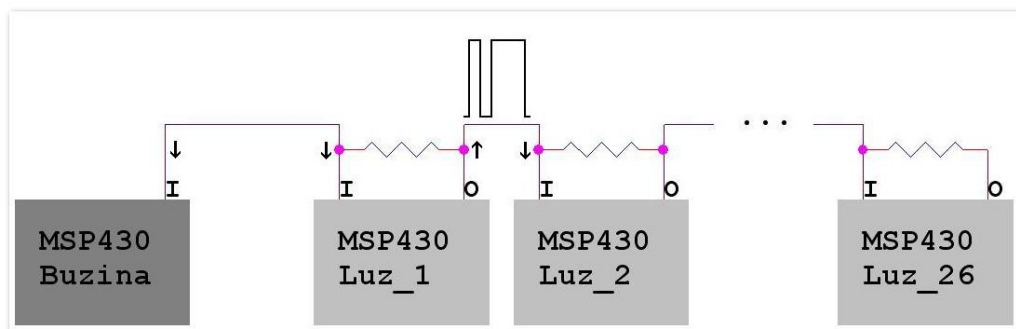 ...
I
I
O
I
O
I
O
MSP430
Buzina
MSP430
Luz_1
MSP430
Luz_2
MSP430
Luz_26